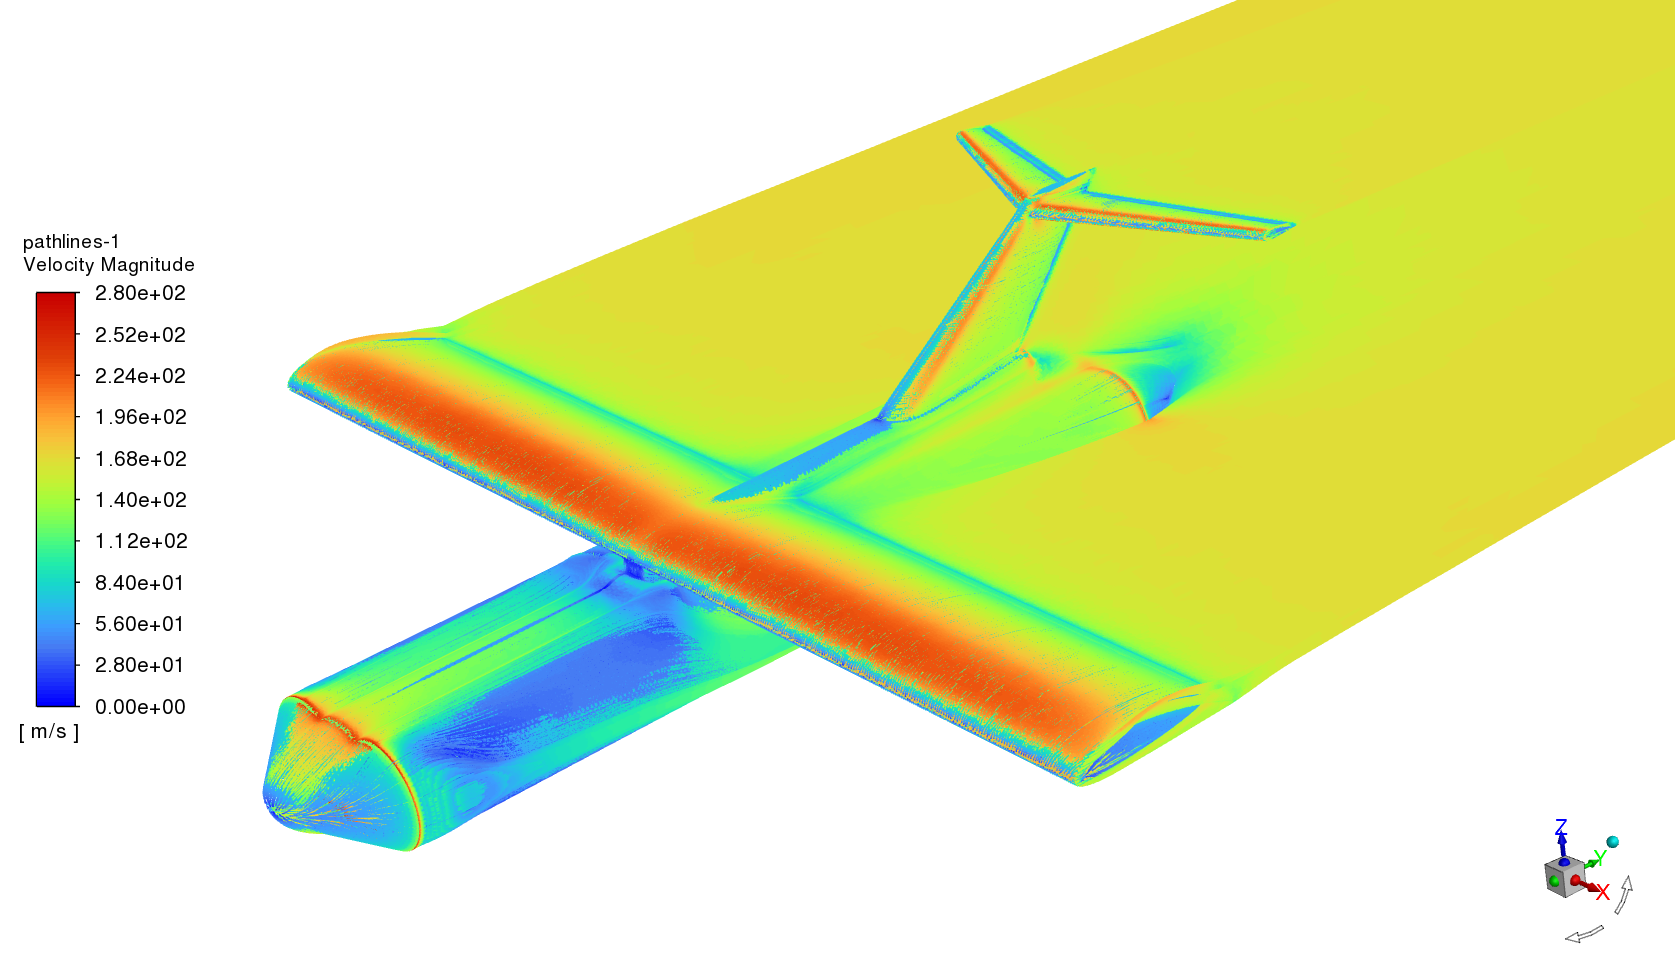 pathlines-1
Velocity Magnitude
2.80e+02
2.52e+02
2.24e+02
1.96e+02
1.68e+02
1.40e+02
1.12e+02
8.40e+01
5.60e+01
2.80e+01
0.00e+00
[ m/s ]
Z
Y
X